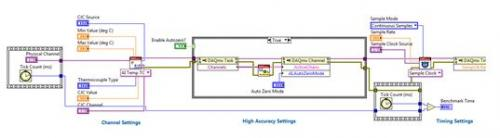 CJC Source
Min Value (deg C)
Max Value (deg C)
Physical Channel
Tick Count (ms)
AI Temp TC
Thermocouple Type
CJC Value
CJC Channel
Channel Settings
Enable Autozero?
True
DAQmx Task
Channels
DAQmx Channel
ActiveChans
AI.AutoZeroMode
Auto Zero Mode
High Accuracy Settings
Sample Mode
Continuous Samples
Sample Rate
Sample Clock Source
Sample Clock
Tick Count (ms)
Benchmark Time
Timing Settings